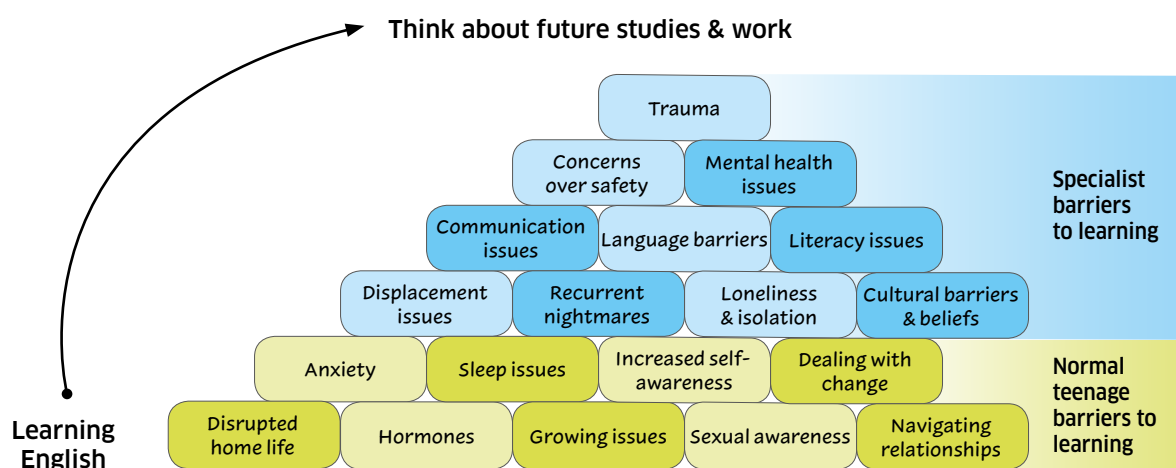 Think about future studies & work
Trauma
Concerns
over safety
Mental health
issues
Communication
issues
Language barriers
Literacy issues
Displacement
issues
Recurrent
nightmares
Loneliness
& isolation
Cultural barriers
& beliefs
Specialist
barriers
to learning
Anxiety
Sleep issues
Increased self-
awareness
Dealing with
change
Disrupted
home life
Hormones
Growing issues
Sexual awareness
Navigating
relationships
Normal
teenage
barriers to
learning
Learning
English